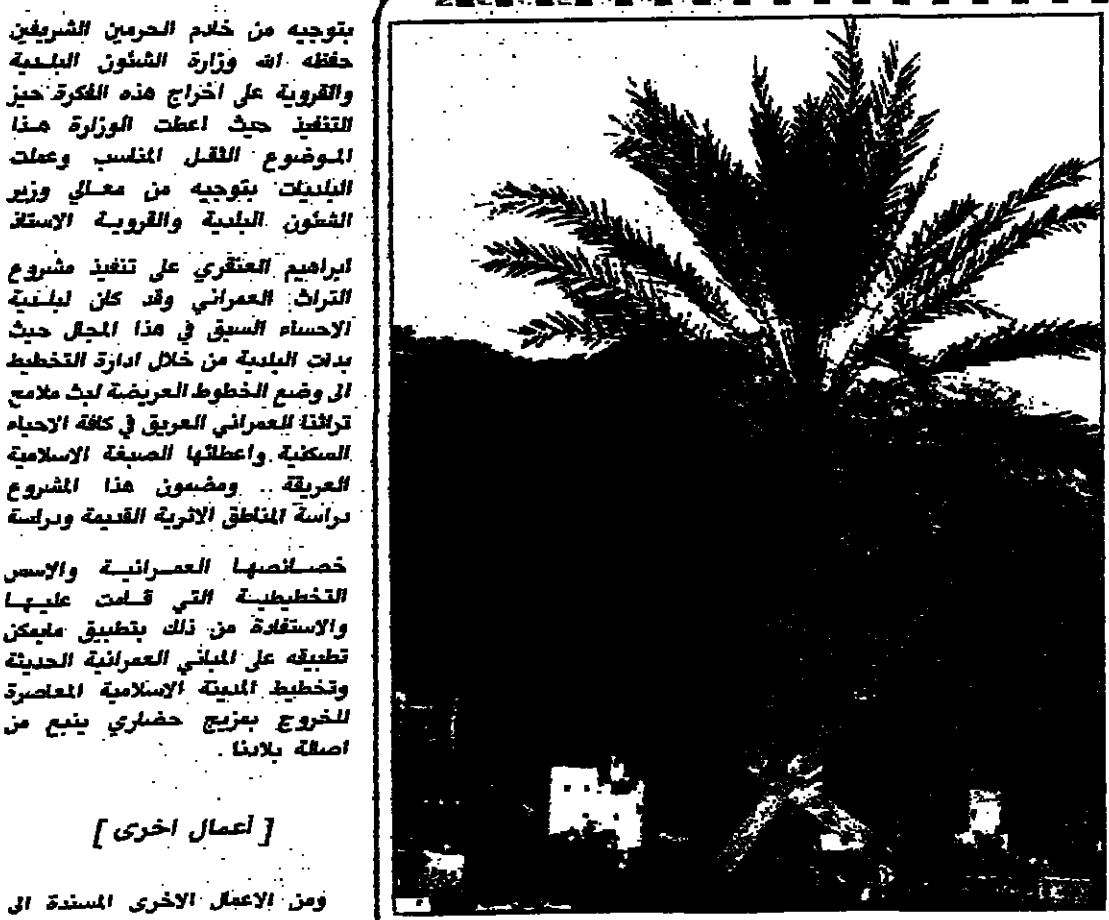 بتوجيه من خادم الحرمين الشريفين
حفظه الله وزارة الشئون البلدية
والقروية على اخراج هذه الفكرة حيز
التنفيذ حيث اعطت الوزارة هذا
الموضوع الثقل المناسب وعملت
البلديات بتوجيه من معالي وزير
الشئون البلدية والقروية الاستاذ
ابراهيم العنقري على تنفيذ مشروع
التراث العمراني وقد كان لبلدية
الاحساء السبق في هذا المجال حيث
بدات البلدية من خلال ادارة التخطيط
الى وضع الخطوط العريضة لبث ملامح
تراثنا العمراني العريق في كافة الاحياء
السكنية واعطائها الصبغة الاسلامية
العريقة .. ومضمون هذا المشروع
دراسة المناطق الاثرية القديمة ودراسة
خصائصها العمرانية والاسس
التخطيطية التي قامت عليها
والاستفادة من ذلك بتطبيق مايمكن
تطبيقه على المباني العمرانية الحديثة
وتخطيط المدينة الاسلامية المعاصرة
للخروج بمزيج حضاري ينبع من
اصالة بلادنا .
[ أعمال اخرى ]
ومن الاعمال الاخرى المسندة الى